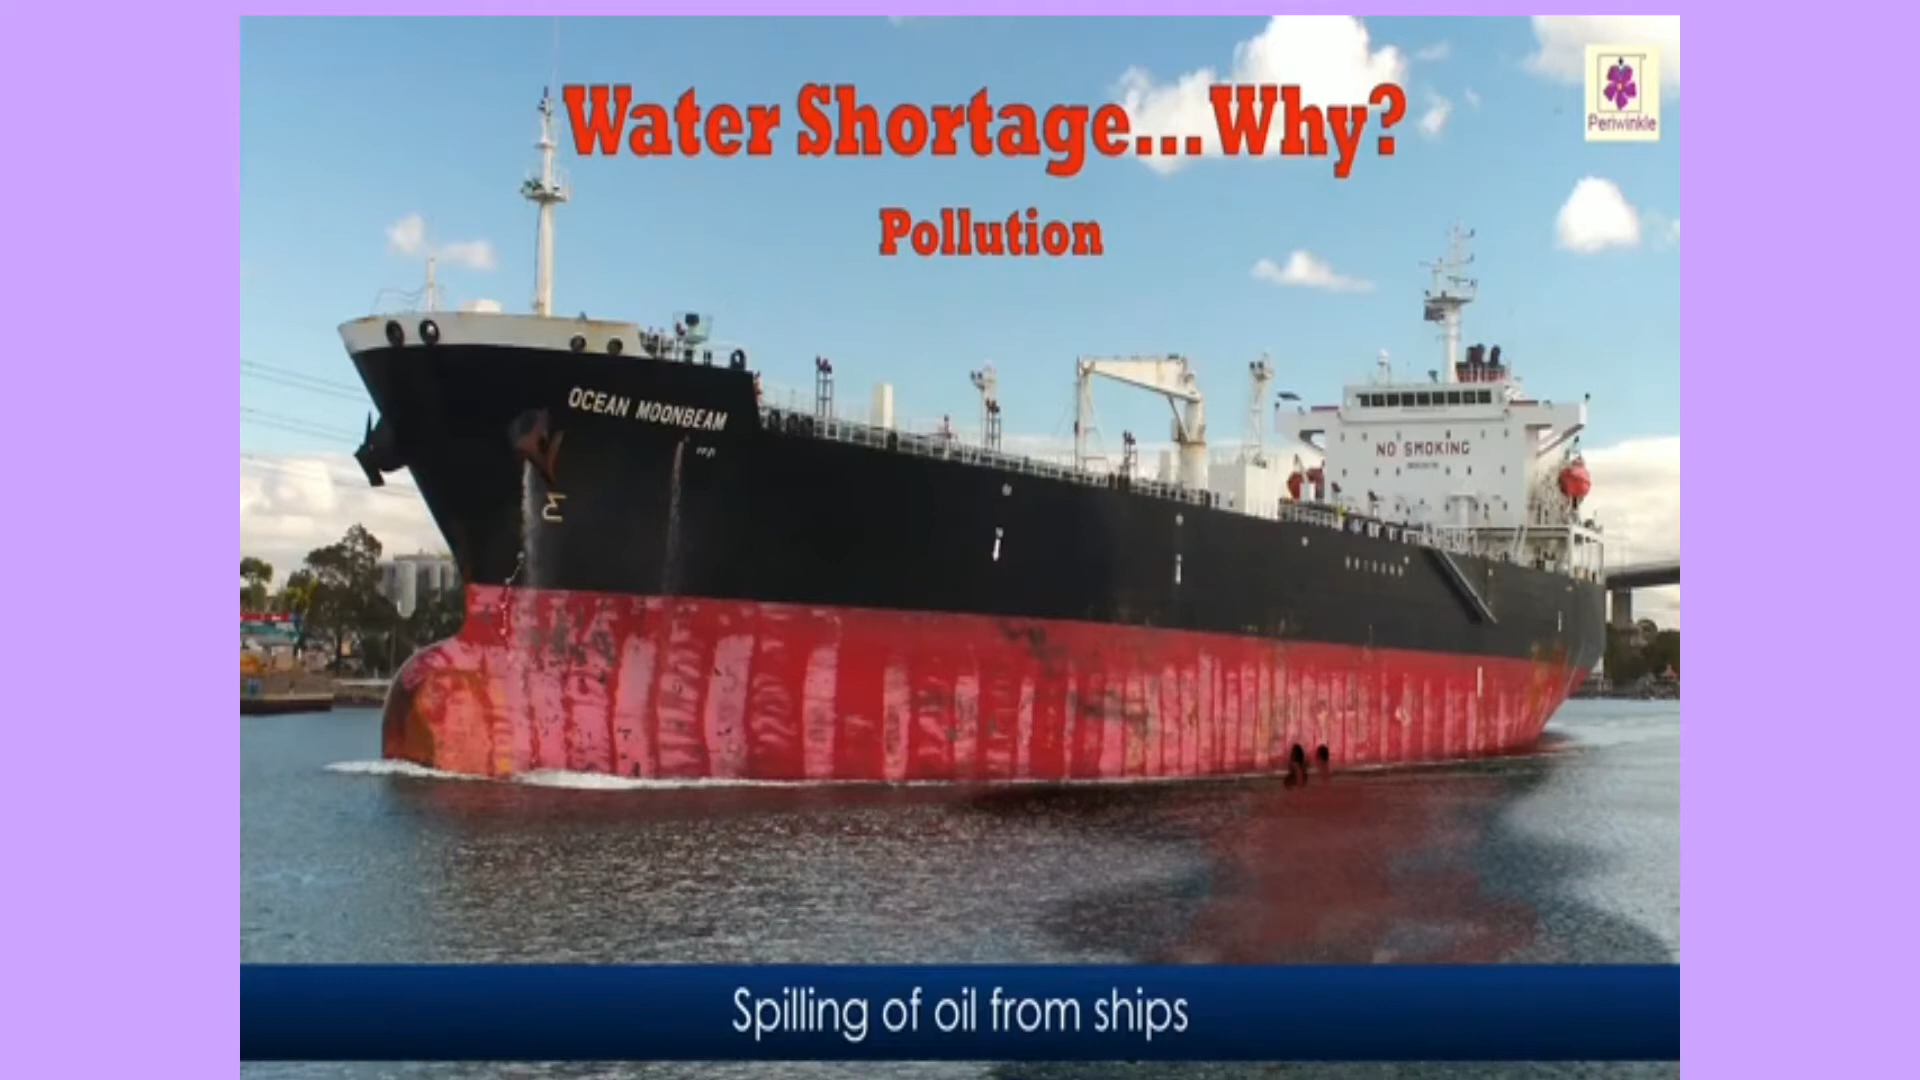 Water Shortage...Why?
Periwinkle
Pollution
OCEAN MOONBEAM
NO SMOKING
Spilling of oil from ships